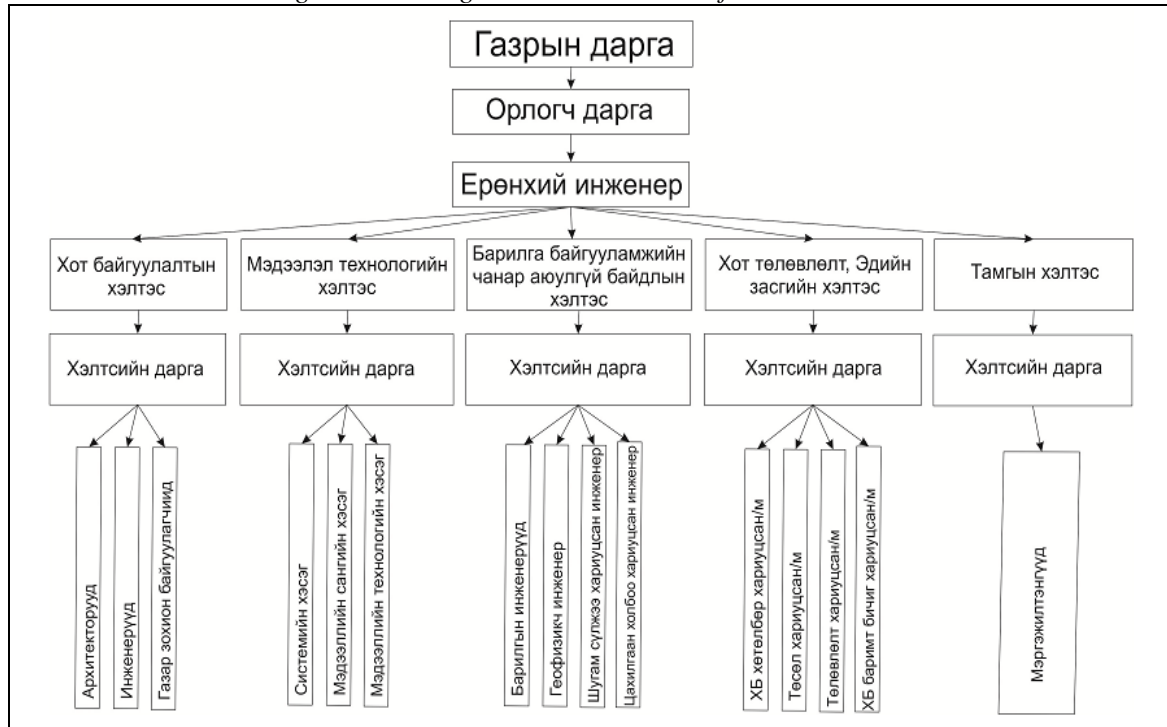 Газрын дарга
Орлогч дарга
Ерөнхий инженер
Хот байгуулалтын
хэлтэс
Мэдээлэл технологийн
хэлтэс
Барилга байгууламжийн
чанар аюулгүй байдлын
хэлтэс
Хот төлөвлөлт, Эдийн
засгийн хэлтэс
Тамгын хэлтэс
Хэлтсийн дарга
Хэлтсийн дарга
Хэлтсийн дарга
Хэлтсийн дарга
Хэлтсийн дарга
Архитекторууд
Инженерүүд
Газар зохион байгуулагчиид
Системийн хэсэг
Мэдээллийн сангийн хэсэг
Мэдээллийн технологийн хэсэг
Барилгын инженерүүд
Геофизикч инженер
Шугам сүлжээ хариуцсан инженер
Цахилгаан холбоо хариуцсан инженер
ХБ хөтөлбөр хариуцсан/м
Төсөл хариуцсан/м
Төлөвлөлт хариуцсан/м
ХБ баримт бичиг хариуцсан/м
Мэргэжилтэнгүүд